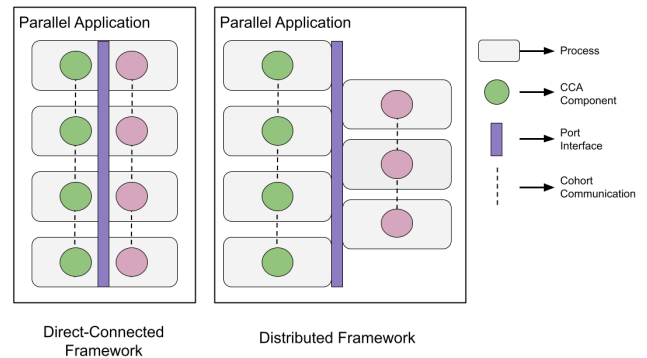 Parallel Application
Parallel Application
Process
CCA
Component
Port
Interface
Cohort
Communication
Direct-Connected
Framework
Distributed Framework